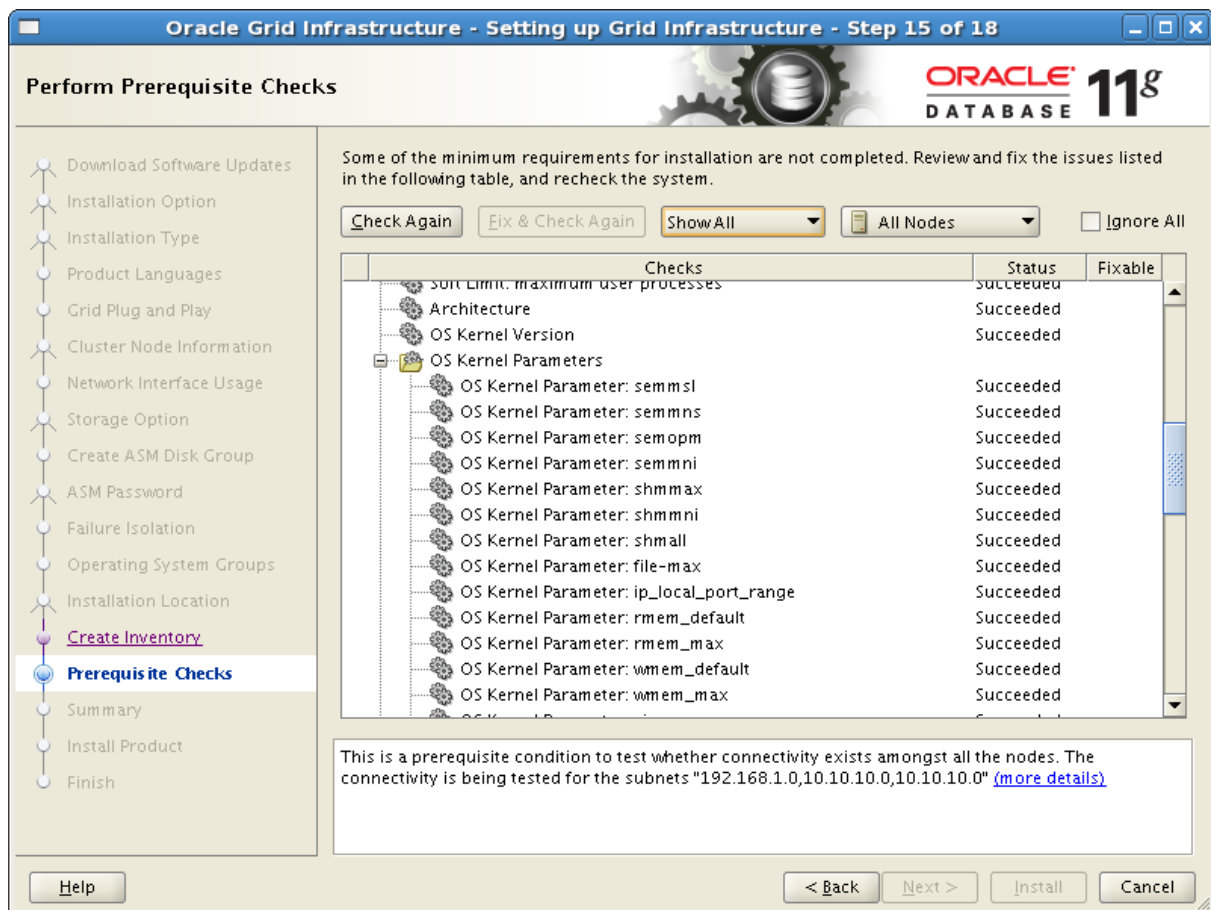 Oracle Grid Infrastructure - Setting up Grid Infrastructure - Step 15 of 18
Perform Prerequisite Checks
ORACLE
DATABASE
11g
Download Software Updates
Installation Option
Installation Type
Product Languages
Grid Plug and Play
Cluster Node Information
Network Interface Usage
Storage Option
Create ASM Disk Group
ASM Password
Failure Isolation
Operating System Groups
Installation Location
Create Inventory
Prerequisite Checks
Summary
Install Product
Finish
Some of the minimum requirements for installation are not completed. Review and fix the issues listed
in the following table, and recheck the system.
Check Again Fix & Check Again Show All All Nodes Ignore All
Checks Status Fixable
Soft Limit: maximum user processes Succeeded
Architecture Succeeded
OS Kernel Version Succeeded
OS Kernel Parameters
OS Kernel Parameter: semmsl Succeeded
OS Kernel Parameter: semmns Succeeded
OS Kernel Parameter: semopm Succeeded
OS Kernel Parameter: semmni Succeeded
OS Kernel Parameter: shmmax Succeeded
OS Kernel Parameter: shmmni Succeeded
OS Kernel Parameter: shmall Succeeded
OS Kernel Parameter: file-max Succeeded
OS Kernel Parameter: ip_local_port_range Succeeded
OS Kernel Parameter: rmem_default Succeeded
OS Kernel Parameter: rmem_max Succeeded
OS Kernel Parameter: wmem_default Succeeded
OS Kernel Parameter: wmem_max Succeeded
This is a prerequisite condition to test whether connectivity exists amongst all the nodes. The
connectivity is being tested for the subnets "192.168.1.0,10.10.10.0,10.10.10.0" (more details)
Help < Back Next > Install Cancel